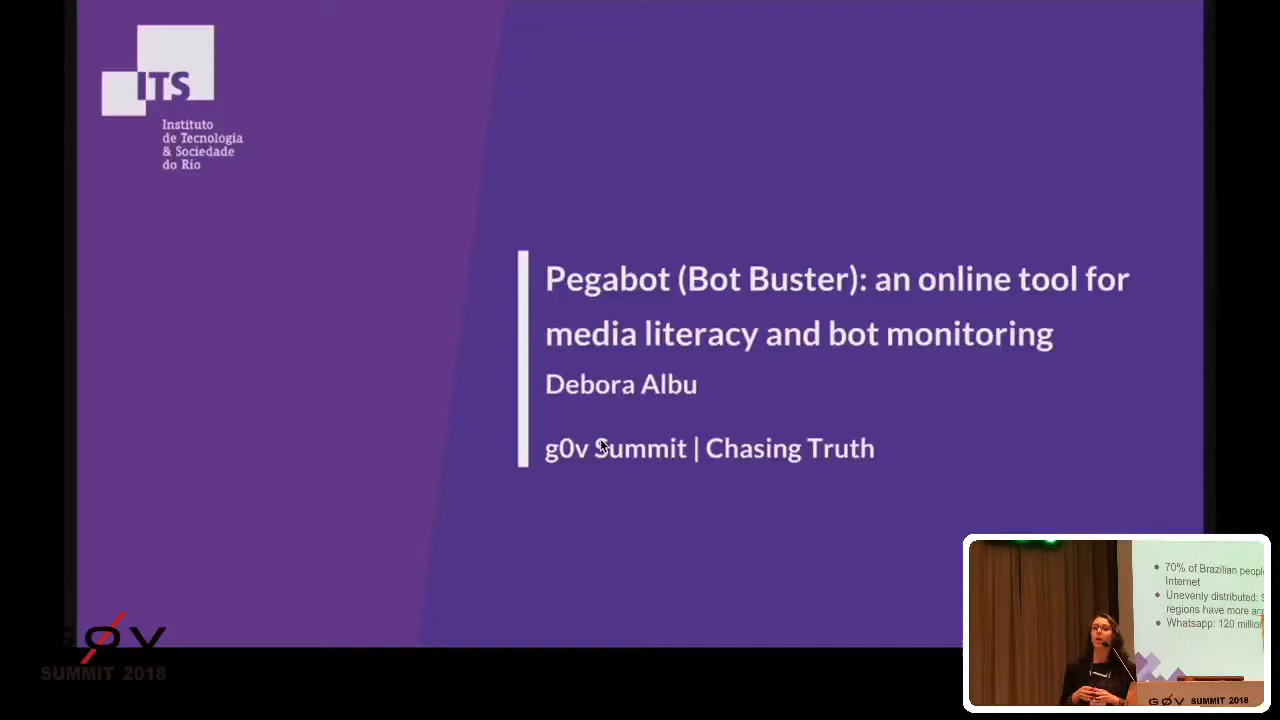 ITS
Instituto
de Tecnologia
& Sociedade
do Rio
Pegabot (Bot Buster): an online tool for
media literacy and bot monitoring
Debora Albu
g0v Summit | Chasing Truth
GØV
SUMMIT 2018
70% of Brazilian
Internet
Unevenly distributed:
regions have more
Whatsapp: 120
GØV SUMMIT 2018